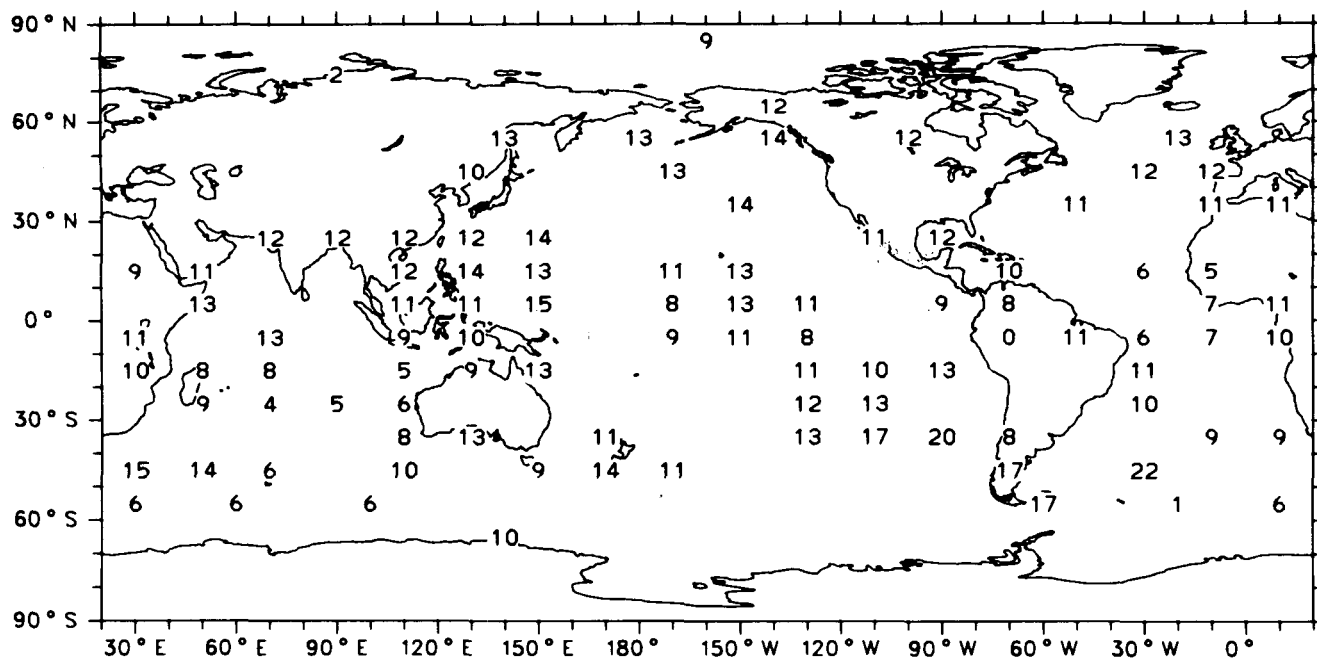 90° N
9
2
12
60° N
13 13 14 12 13
10 13 12 12
14 11 11 11
30° N
12 12 12 12 14 11 12
9 11 12 14 13 11 13 10 6 5
13 11 11 15 8 13 11 9 8 7 11
0°
11 13 9 10 9 11 8 0 11 6 7 10
10 8 8 5 9 13 11 10 13 11
9 4 5 6 12 13 10
30° S
8 13 11 13 17 20 8 9 9
15 14 6 10 9 14 11 17 22
6 6 6 17 1 6
60° S
10
90° S
30° E 60° E 90° E 120° E 150° E 180° 150° W 120° W 90° W 60° W 30° W 0°